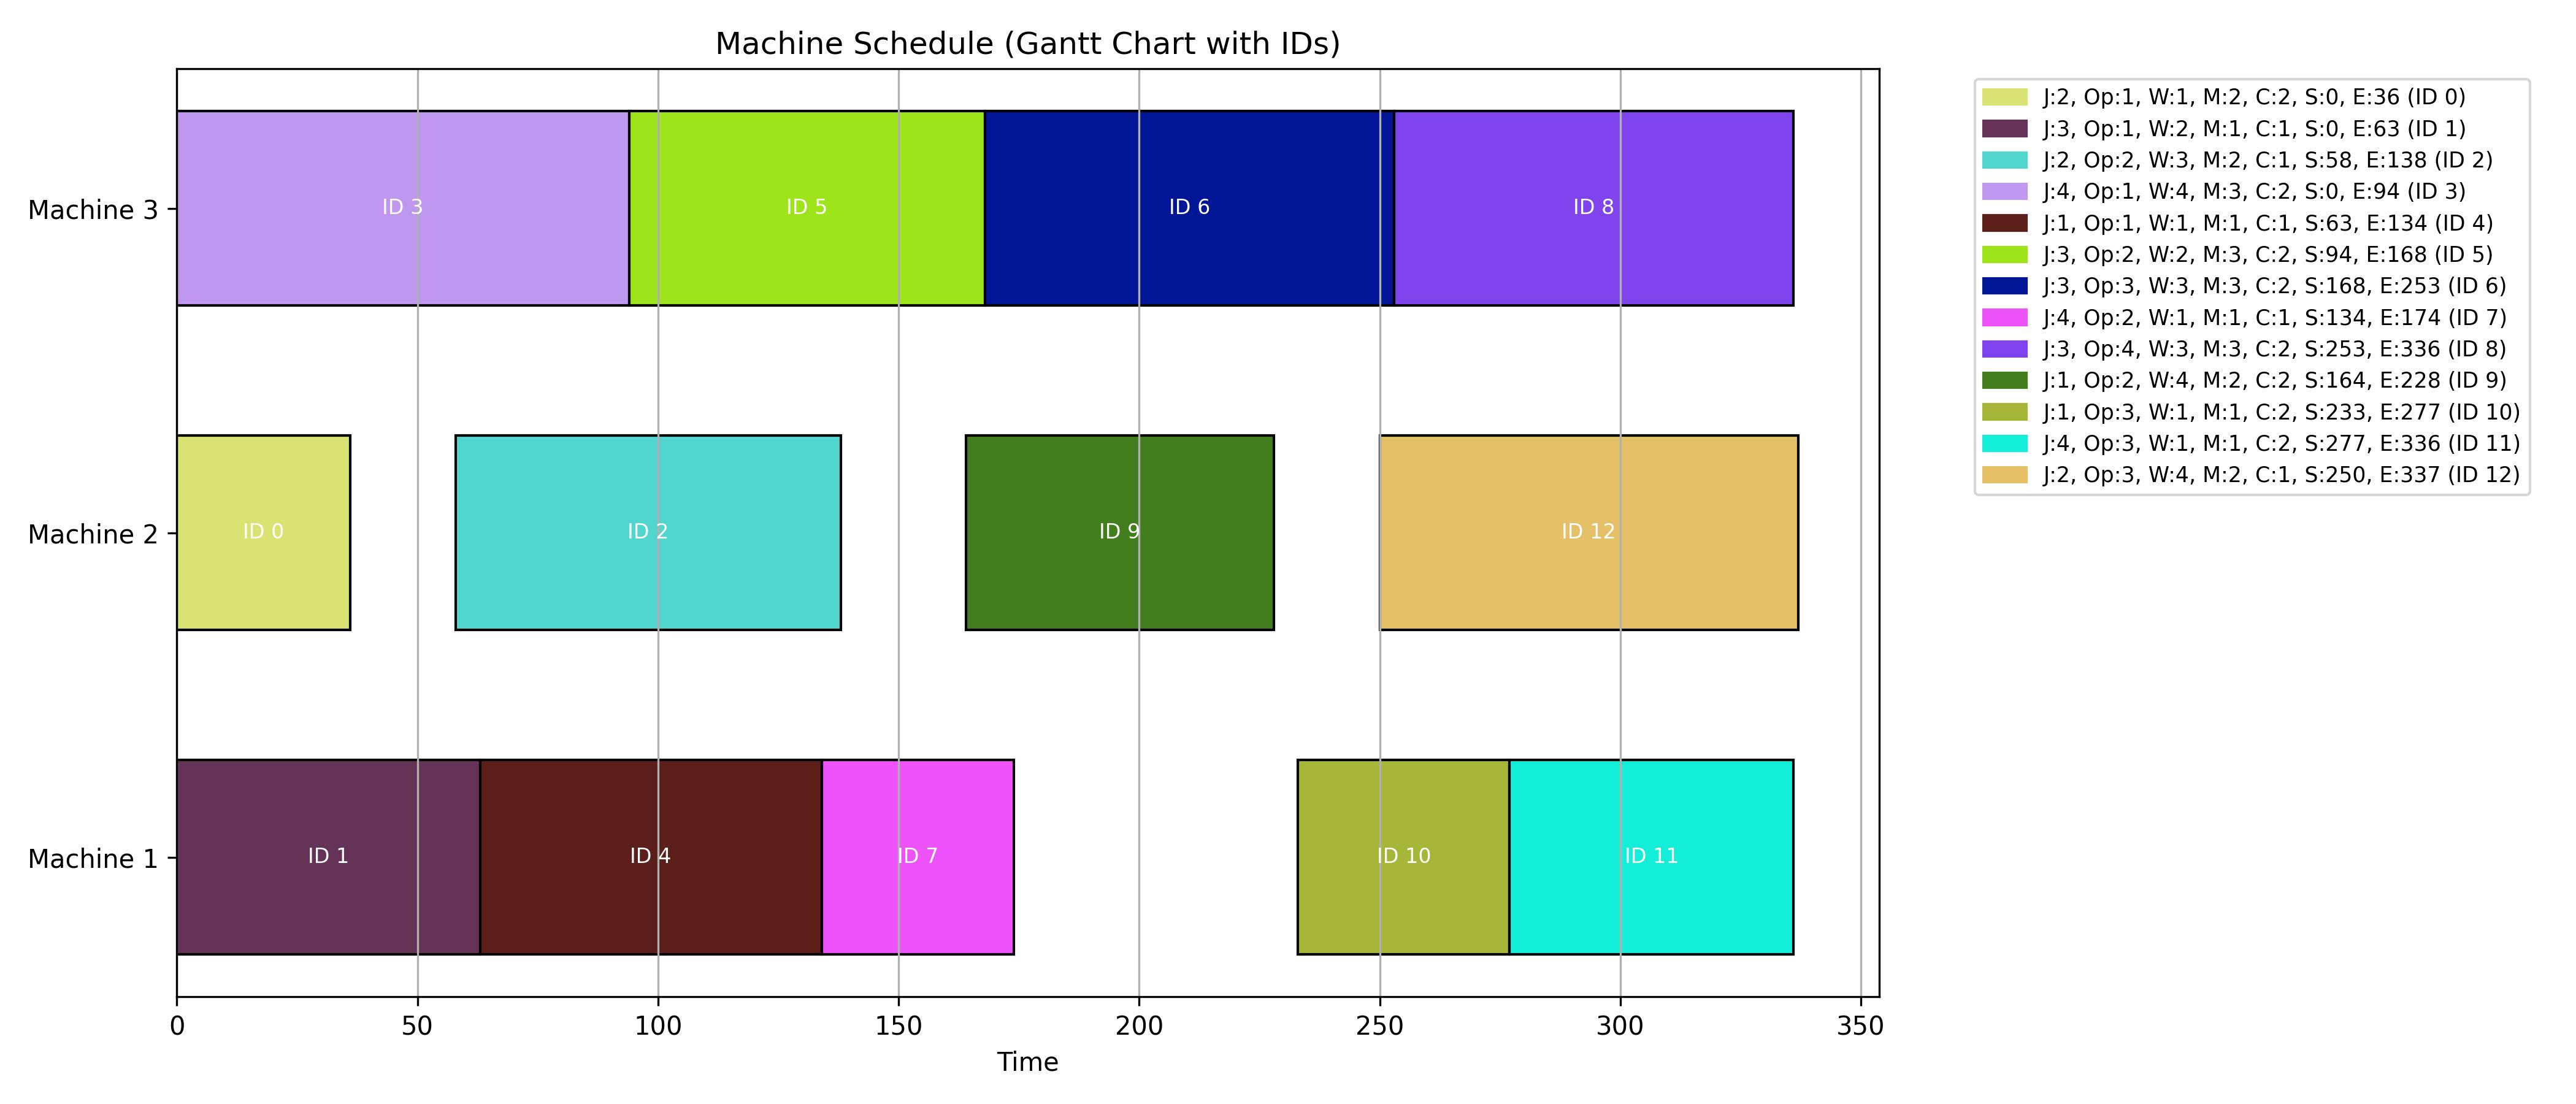 Machine Schedule (Gantt Chart with IDs)
Machine 3
ID 3
ID 5
ID 6
ID 8
Machine 2
ID 0
ID 2
ID 9
ID 12
Machine 1
ID 1
ID 4
ID 7
ID 10
ID 11
0 50 100 150 200 250 300 350
Time
J:2, Op:1, W:1, M:2, C:2, S:0, E:36 (ID 0)
J:3, Op:1, W:2, M:1, C:1, S:0, E:63 (ID 1)
J:2, Op:2, W:3, M:2, C:1, S:58, E:138 (ID 2)
J:4, Op:1, W:4, M:3, C:2, S:0, E:94 (ID 3)
J:1, Op:1, W:1, M:1, C:1, S:63, E:134 (ID 4)
J:3, Op:2, W:2, M:3, C:2, S:94, E:168 (ID 5)
J:3, Op:3, W:3, M:3, C:2, S:168, E:253 (ID 6)
J:4, Op:2, W:1, M:1, C:1, S:134, E:174 (ID 7)
J:3, Op:4, W:3, M:3, C:2, S:253, E:336 (ID 8)
J:1, Op:2, W:4, M:2, C:2, S:164, E:228 (ID 9)
J:1, Op:3, W:1, M:1, C:2, S:233, E:277 (ID 10)
J:4, Op:3, W:1, M:1, C:2, S:277, E:336 (ID 11)
J:2, Op:3, W:4, M:2, C:1, S:250, E:337 (ID 12)